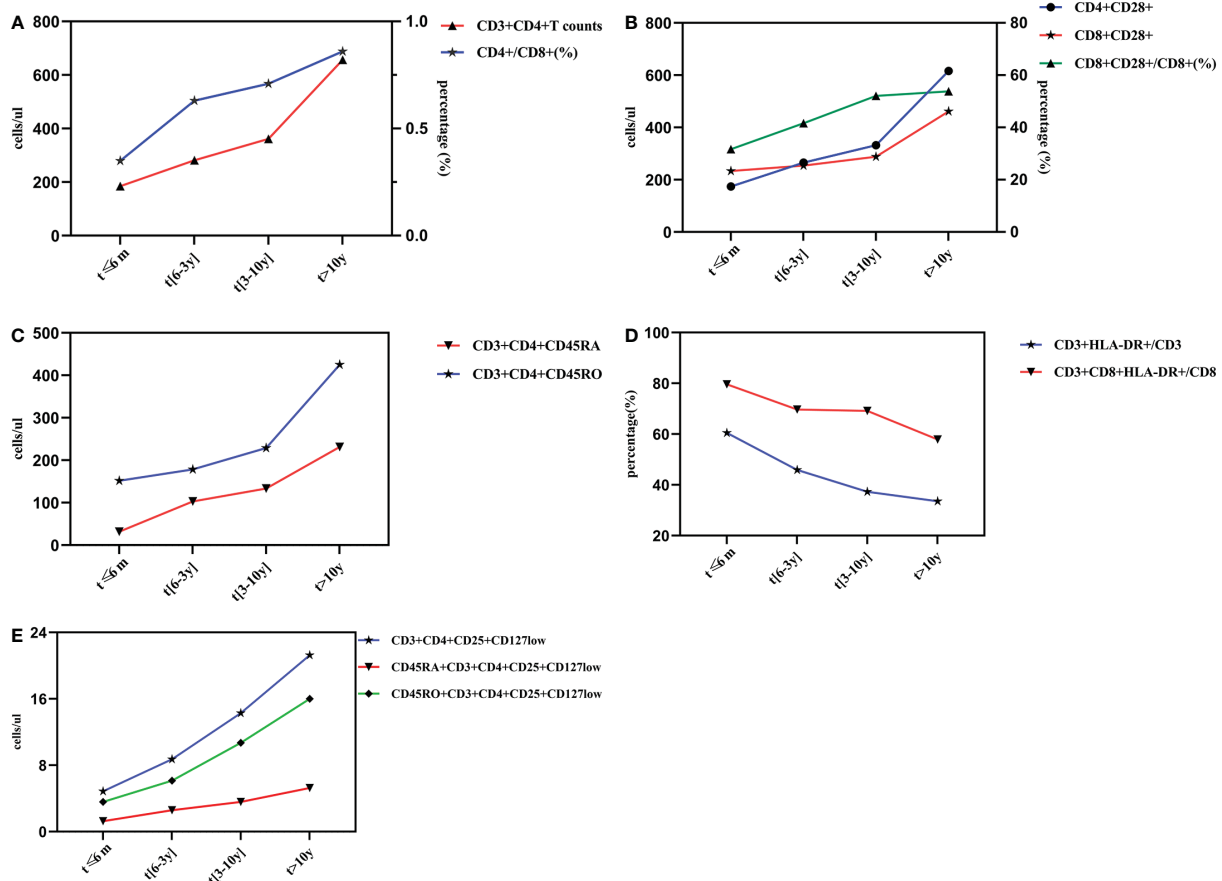 A
800
600
400
200
0
cells/ul
1.0
0.5
0.0
percentage (%)
t ≤6 m
t[6-3y]
t[3-10y]
t>10y
CD3+CD4+T counts
CD4+/CD8+(%)
B
800
600
400
200
0
cells/ul
80
60
40
20
0
percentage (%)
t ≤6 m
t[6-3y]
t[3-10y]
t>10y
CD4+CD28+
CD8+CD28+
CD8+CD28+/CD8+(%)
C
500
400
300
200
100
0
cells/ul
t ≤6 m
t[6-3y]
t[3-10y]
t>10y
CD3+CD4+CD45RA
CD3+CD4+CD45RO
D
100
80
60
40
20
percentage(%)
t ≤6 m
t[6-3y]
t[3-10y]
t>10y
CD3+HLA-DR+/CD3
CD3+CD8+HLA-DR+/CD8
E
24
16
8
0
cells/ul
t ≤6 m
t[6-3y]
t[3-10y]
t>10y
CD3+CD4+CD25+CD127low
CD45RA+CD3+CD4+CD25+CD127low
CD45RO+CD3+CD4+CD25+CD127low